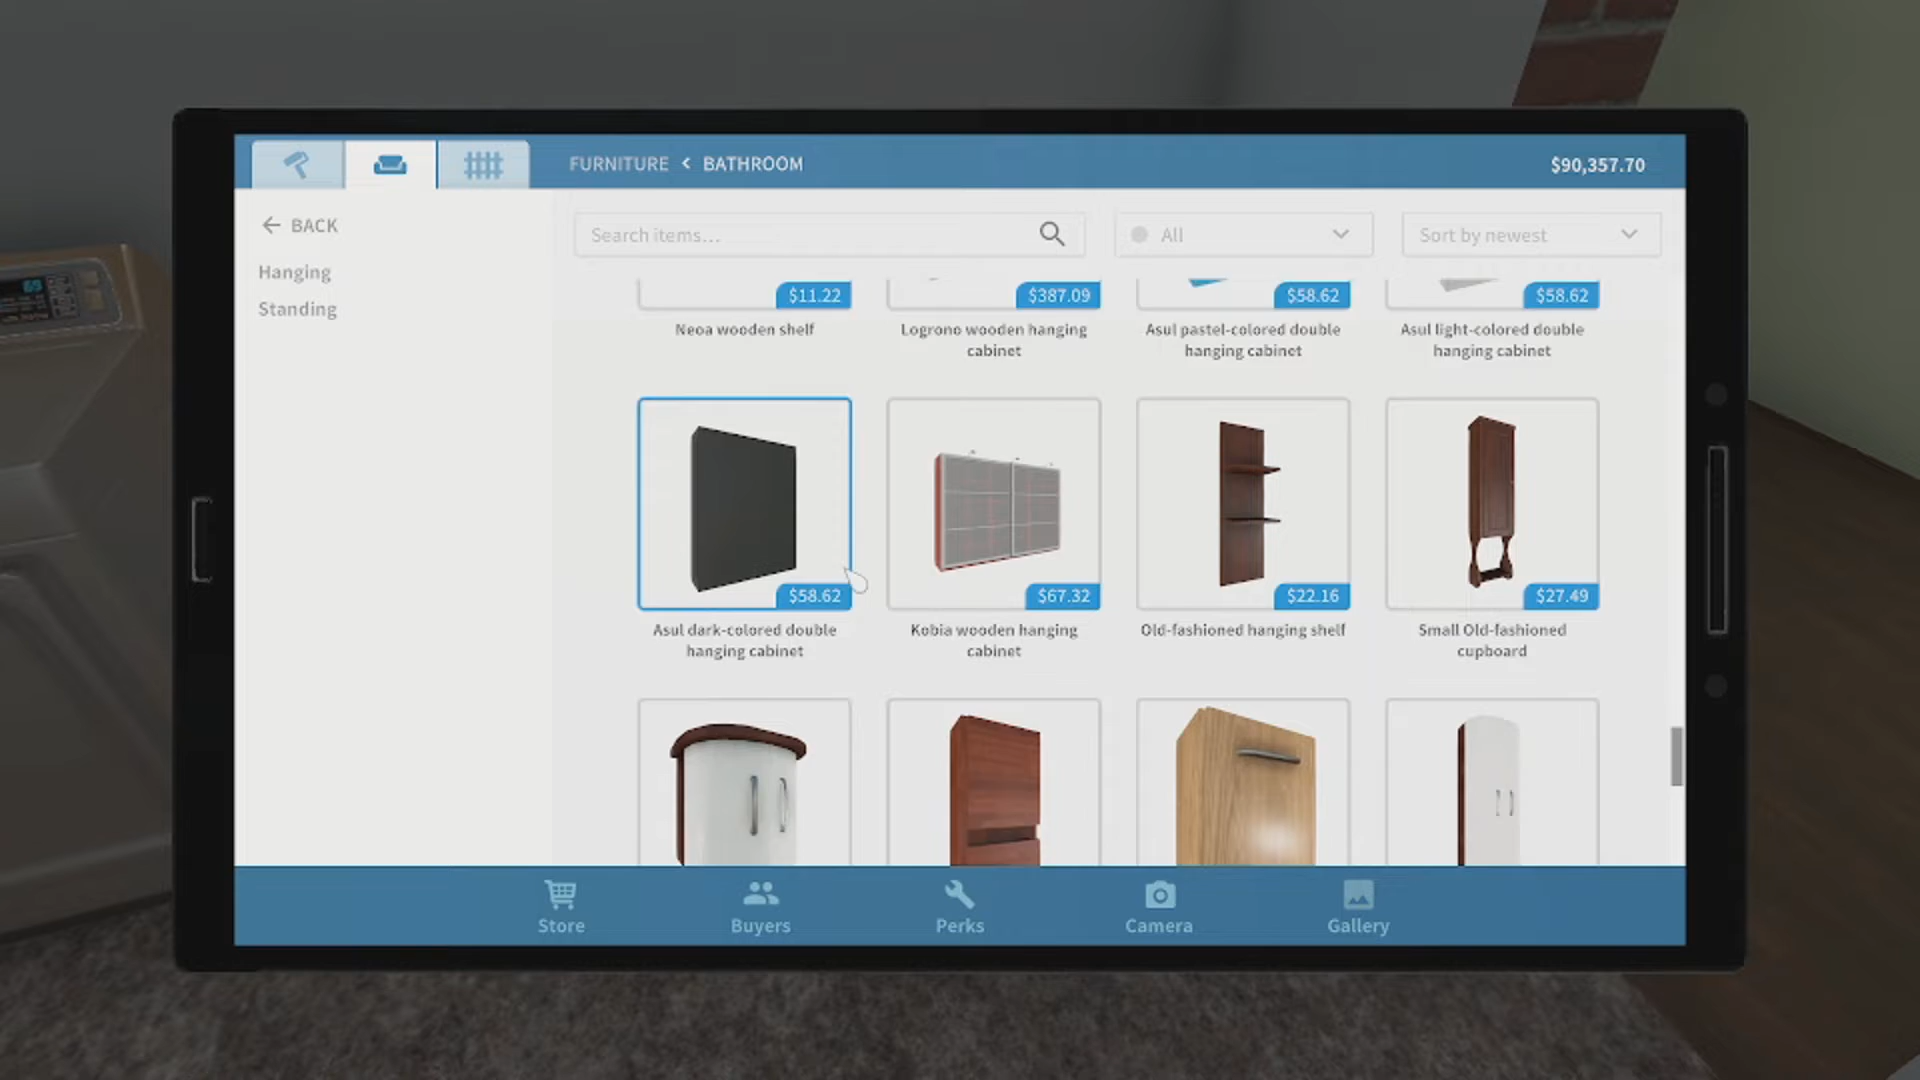 FURNITURE < BATHROOM
$90,357.70
BACK
Hanging
Standing
Search items...
All
Sort by newest
$11.22
$387.09
$58.62
$58.62
Neoa wooden shelf
Logrono wooden hanging
cabinet
Asul pastel-colored double
hanging cabinet
Asul light-colored double
hanging cabinet
$58.62
$67.32
$22.16
$27.49
Asul dark-colored double
hanging cabinet
Kobia wooden hanging
cabinet
Old-fashioned hanging shelf
Small Old-fashioned
cupboard
Store
Buyers
Perks
Camera
Gallery